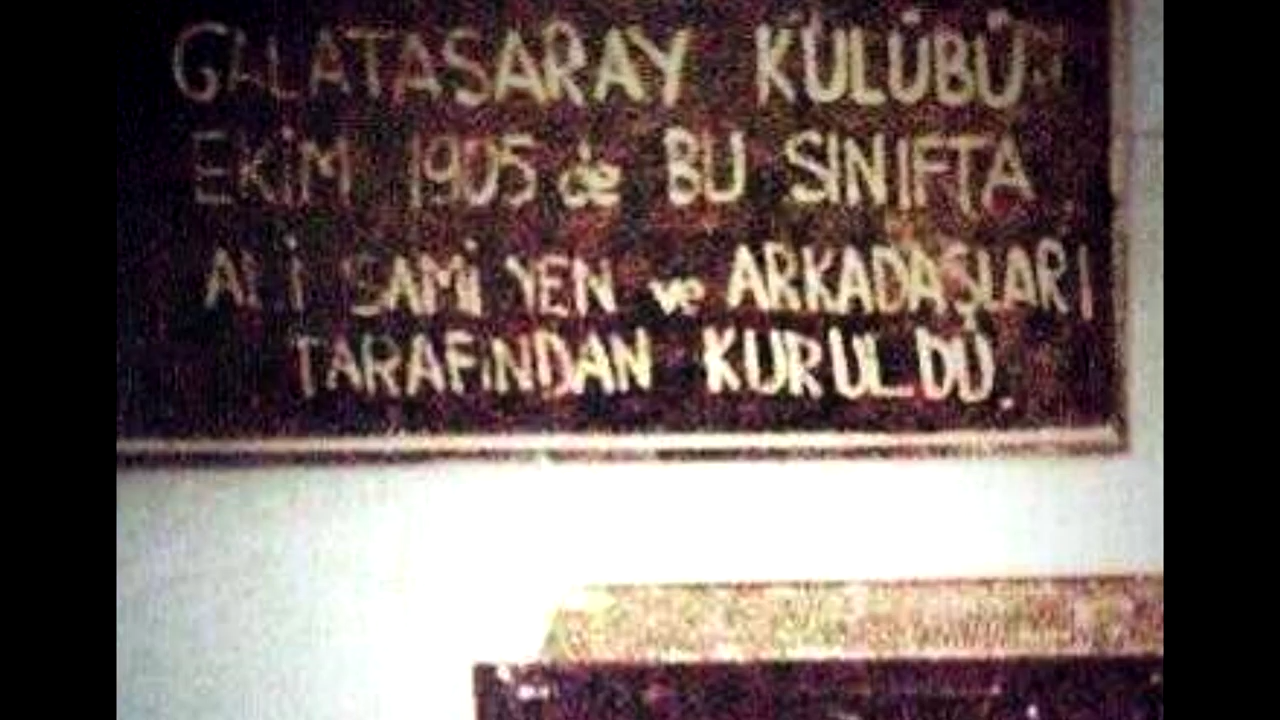 GALATASARAY KULÜBÜ
EKİM 1905 de BU SINIFTA
ALİ SAMİ YEN ve ARKADAŞLARI
TARAFINDAN KURULDU.